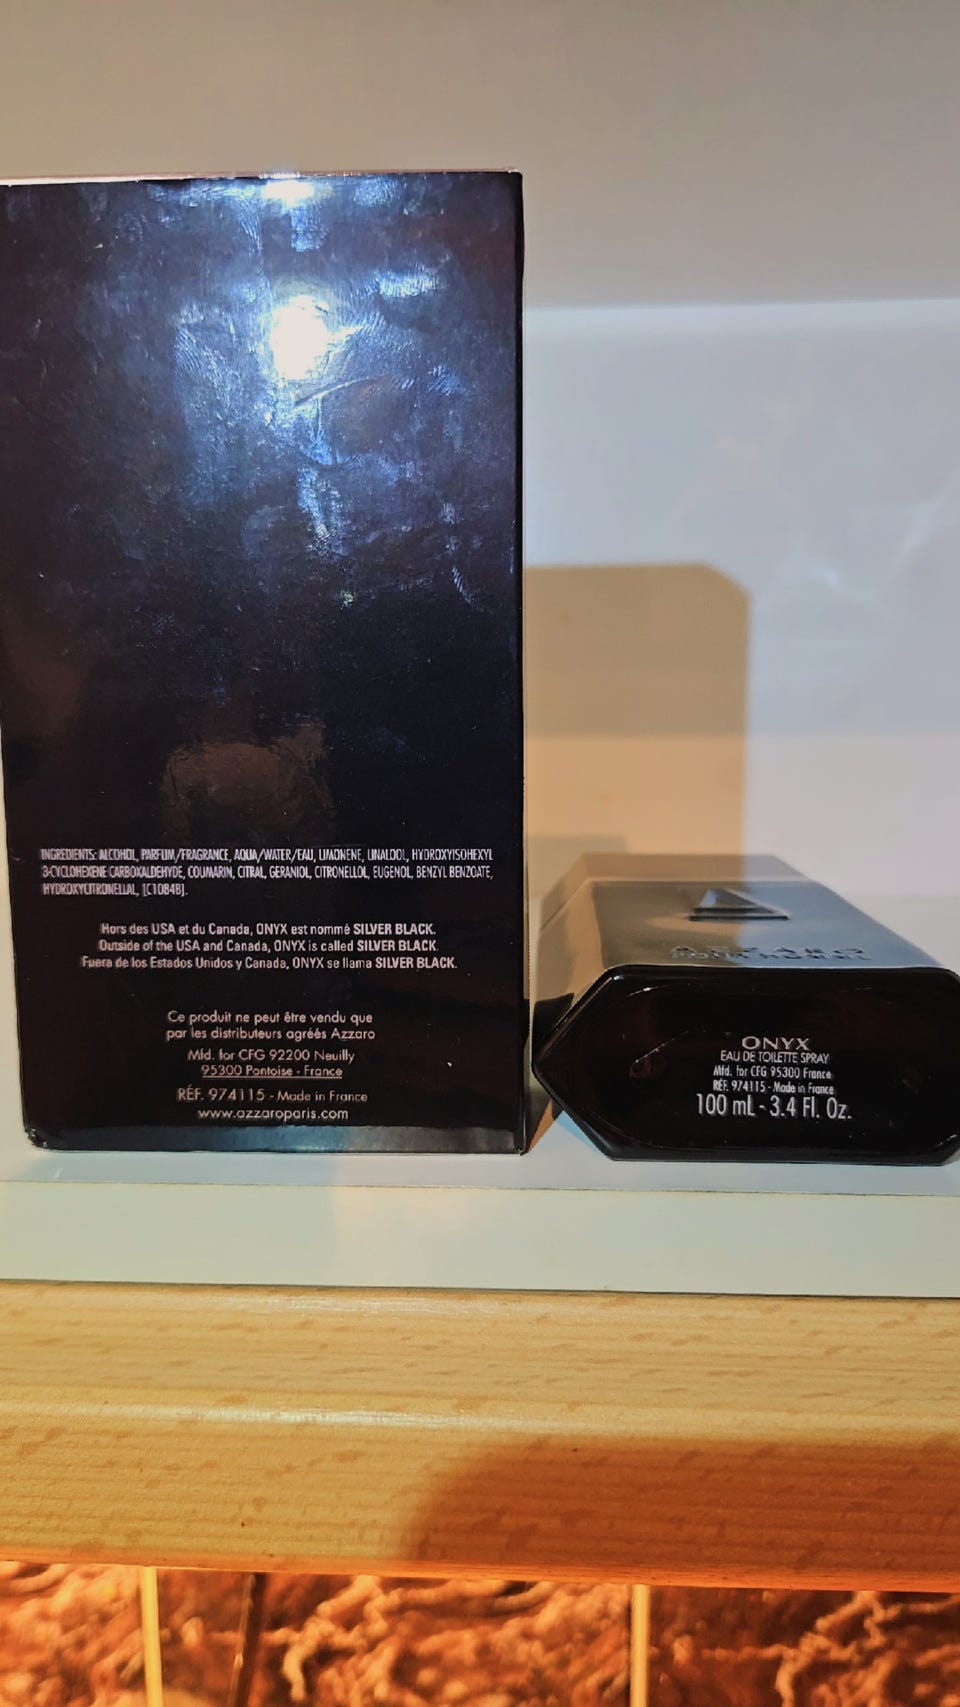 INGREDIENTS: ALCOHOL, PARFUM/FRAGRANCE, AQUA/WATER/EAU, LIMONENE, LINALOOL, HYDROXYISOHEXYL
3-CYCLOHEXENE CARBOXALDEHYDE, COUMARIN, CITRAL, GERANIOL, CITRONELLOL, EUGENOL, BENZYL BENZOATE,
HYDROXYCITRONELLAL, [C1084B].
Hors des USA et du Canada, ONYX est nommé SILVER BLACK.
Outside of the USA and Canada, ONYX is called SILVER BLACK.
Fuera de los Estados Unidos y Canada, ONYX se llama SILVER BLACK.
Ce produit ne peut être vendu que
par les distributeurs agréés Azzaro
Mfd. for CFG 92200 Neuilly
95300 Pontoise - France
RÉF. 974115 - Made in France
www.azzaroparis.com
AZZARO
POUR HOMME
ONYX
EAU DE TOILETTE SPRAY
Mfd. for CFG 95300 France
RÉF. 974115 - Made in France
100 mL - 3.4 Fl. Oz.